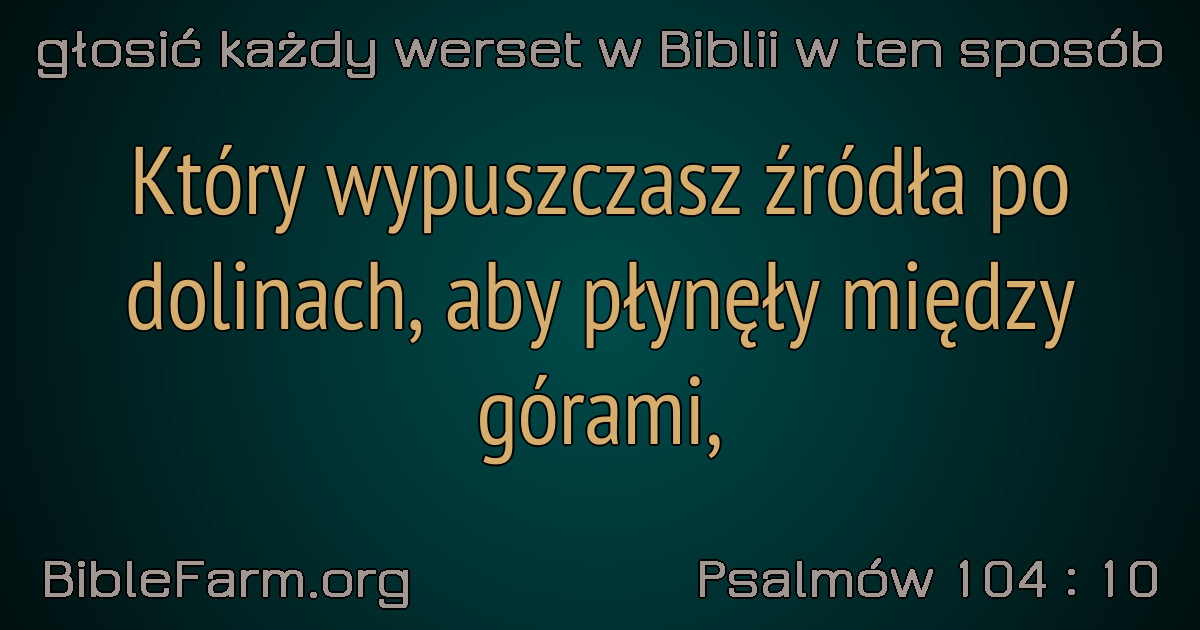 głosić każdy werset w Biblii w ten sposób
Który wypuszczasz źródła po
dolinach, aby płynęły między
górami,
BibleFarm.org
Psalmów 104 : 10